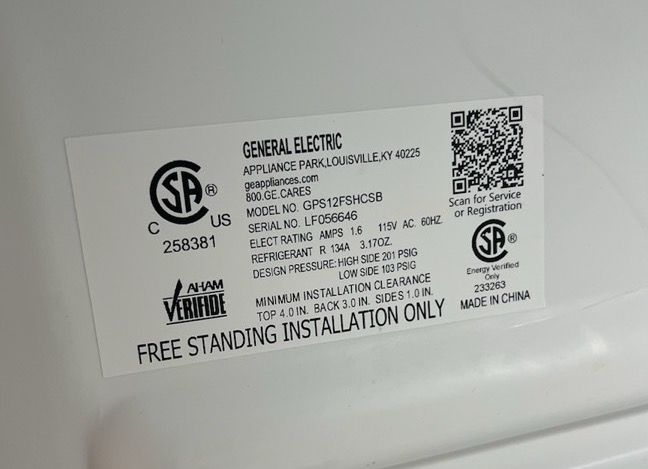 GENERAL ELECTRIC
APPLIANCE PARK,LOUISVILLE,KY 40225
geappliances.com
800.GE.CARES
MODEL NO. GPS12FSHCSB
SERIAL NO. LF056646
ELECT RATING AMPS 1.6 115V AC. 60HZ.
REFRIGERANT R 134A 3.17OZ.
DESIGN PRESSURE: HIGH SIDE 201 PSIG
LOW SIDE 103 PSIG
MINIMUM INSTALLATION CLEARANCE
TOP 4.0 IN. BACK 3.0 IN. SIDES 1.0 IN.
FREE STANDING INSTALLATION ONLY
CSA ®
C US
258381
AHAM
VERIFIDE
Scan for Service
or Registration
CSA ®
Energy Verified
Only
233263
MADE IN CHINA